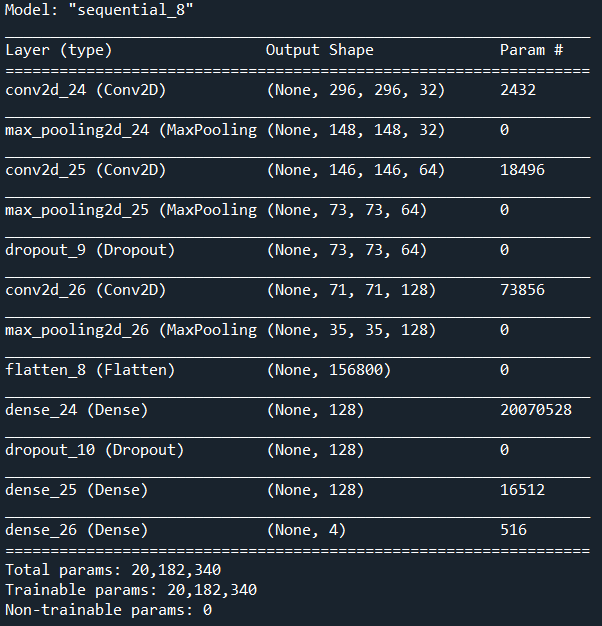 Model: "sequential_8"
Layer (type) Output Shape Param #
conv2d_24 (Conv2D) (None, 296, 296, 32) 2432
max_pooling2d_24 (MaxPooling (None, 148, 148, 32) 0
conv2d_25 (Conv2D) (None, 146, 146, 64) 18496
max_pooling2d_25 (MaxPooling (None, 73, 73, 64) 0
dropout_9 (Dropout) (None, 73, 73, 64) 0
conv2d_26 (Conv2D) (None, 71, 71, 128) 73856
max_pooling2d_26 (MaxPooling (None, 35, 35, 128) 0
flatten_8 (Flatten) (None, 156800) 0
dense_24 (Dense) (None, 128) 20070528
dropout_10 (Dropout) (None, 128) 0
dense_25 (Dense) (None, 128) 16512
dense_26 (Dense) (None, 4) 516
Total params: 20,182,340
Trainable params: 20,182,340
Non-trainable params: 0